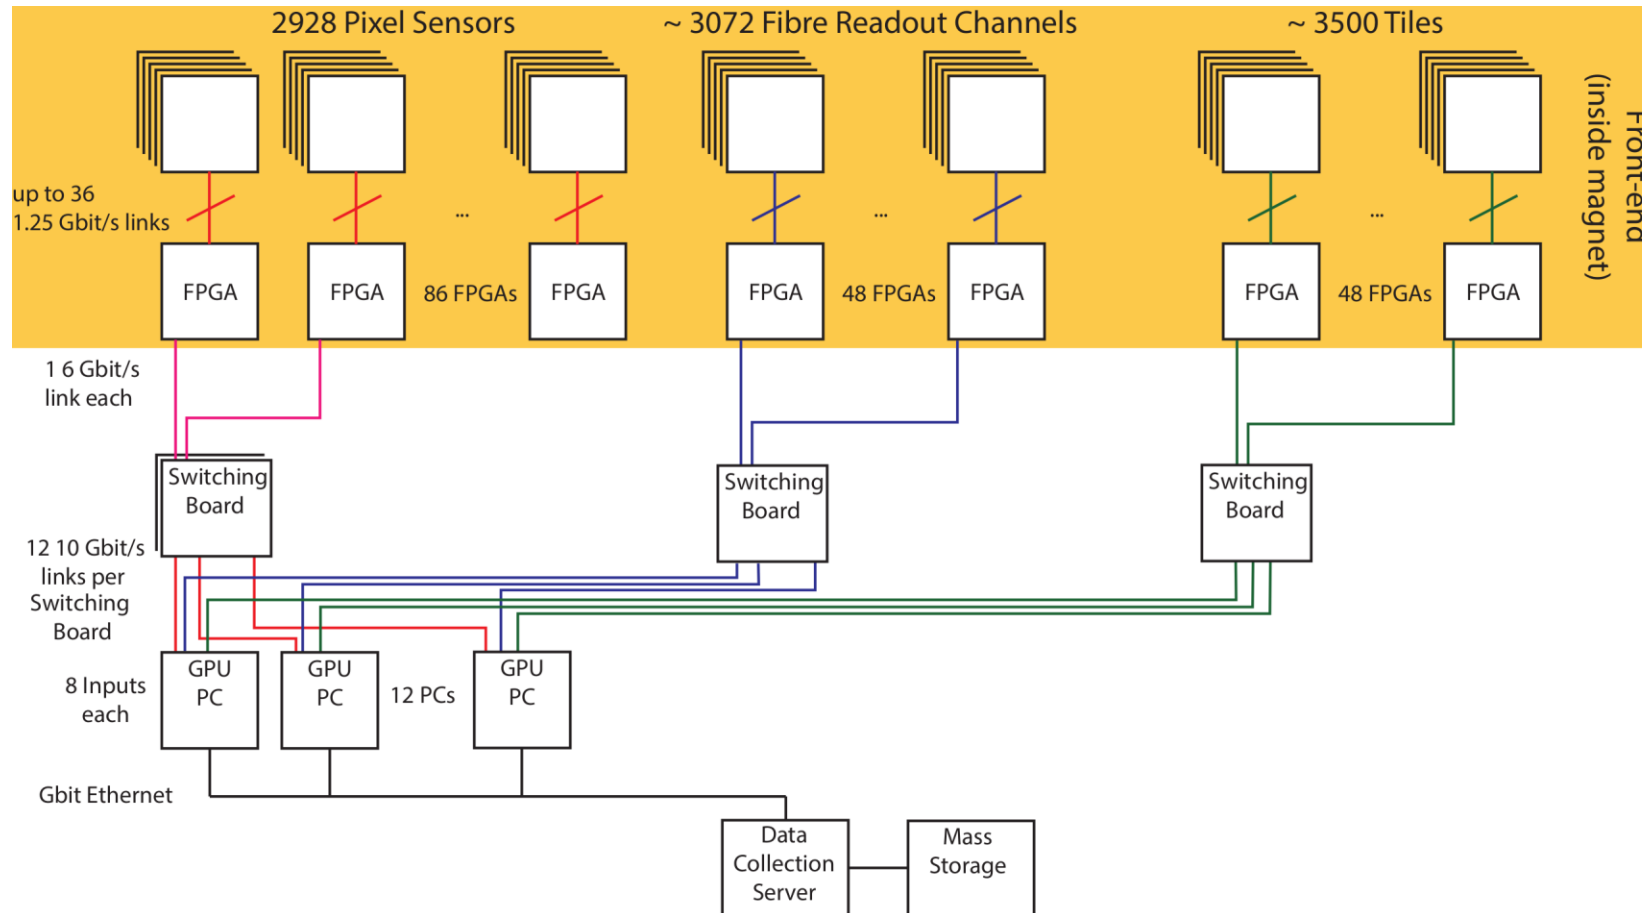 2928 Pixel Sensors
~ 3072 Fibre Readout Channels
~ 3500 Tiles
Front-end
(inside magnet)
up to 36
1.25 Gbit/s links
...
...
...
FPGA
FPGA
86 FPGAs
FPGA
FPGA
48 FPGAs
FPGA
FPGA
48 FPGAs
FPGA
1 6 Gbit/s
link each
Switching
Board
Switching
Board
Switching
Board
12 10 Gbit/s
links per
Switching
Board
8 Inputs
each
GPU
PC
GPU
PC
12 PCs
GPU
PC
Gbit Ethernet
Data
Collection
Server
Mass
Storage